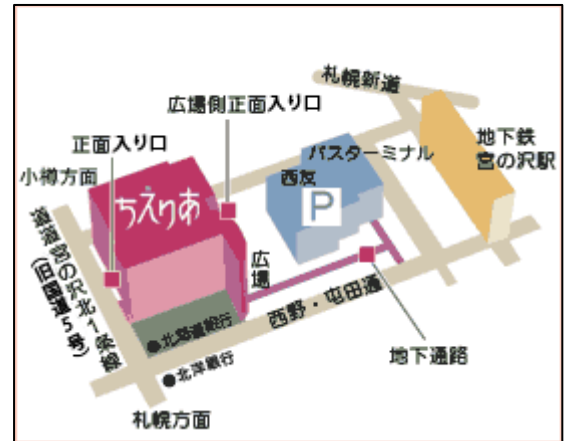 札幌新道
広場側正面入り口
正面入り口
地下鉄
宮の沢駅
バスターミナル
西友
小樽方面
ちえりあ
P
広場
道道宮の沢北1条線
(旧国道5号)
西野・屯田通
●北海道銀行
●北洋銀行
地下通路
札幌方面